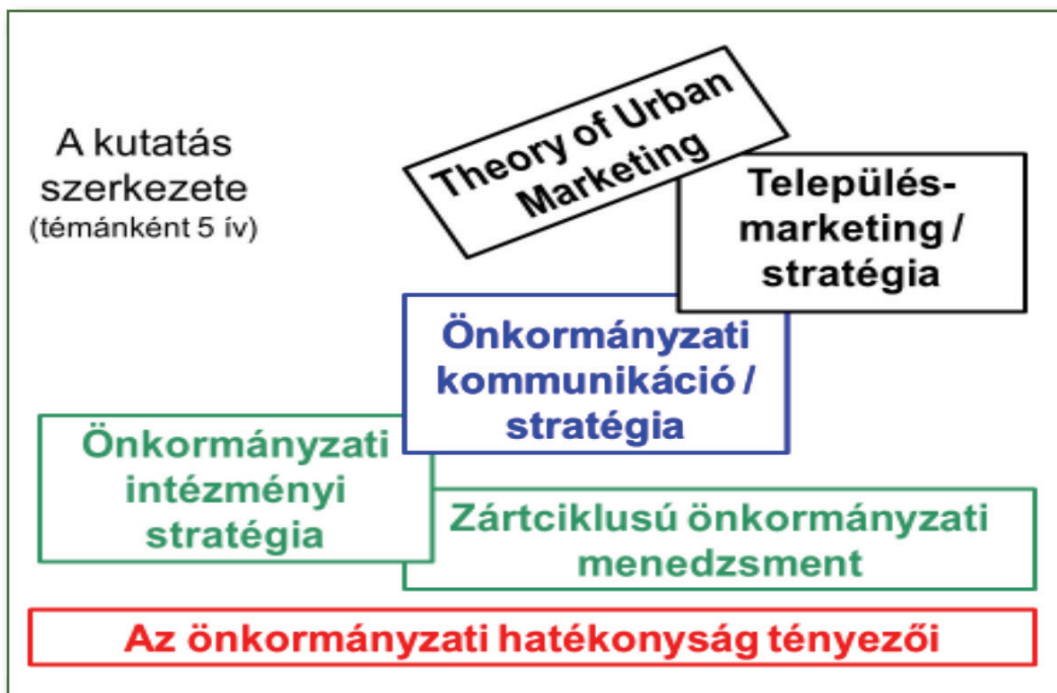 A kutatás
szerkezete
(témánként 5 ív)
Theory of Urban
Marketing
Település-
marketing /
stratégia
Önkormányzati
kommunikáció /
stratégia
Önkormányzati
intézményi
stratégia
Zártciklusú önkormányzati
menedzsment
Az önkormányzati hatékonyság tényezői